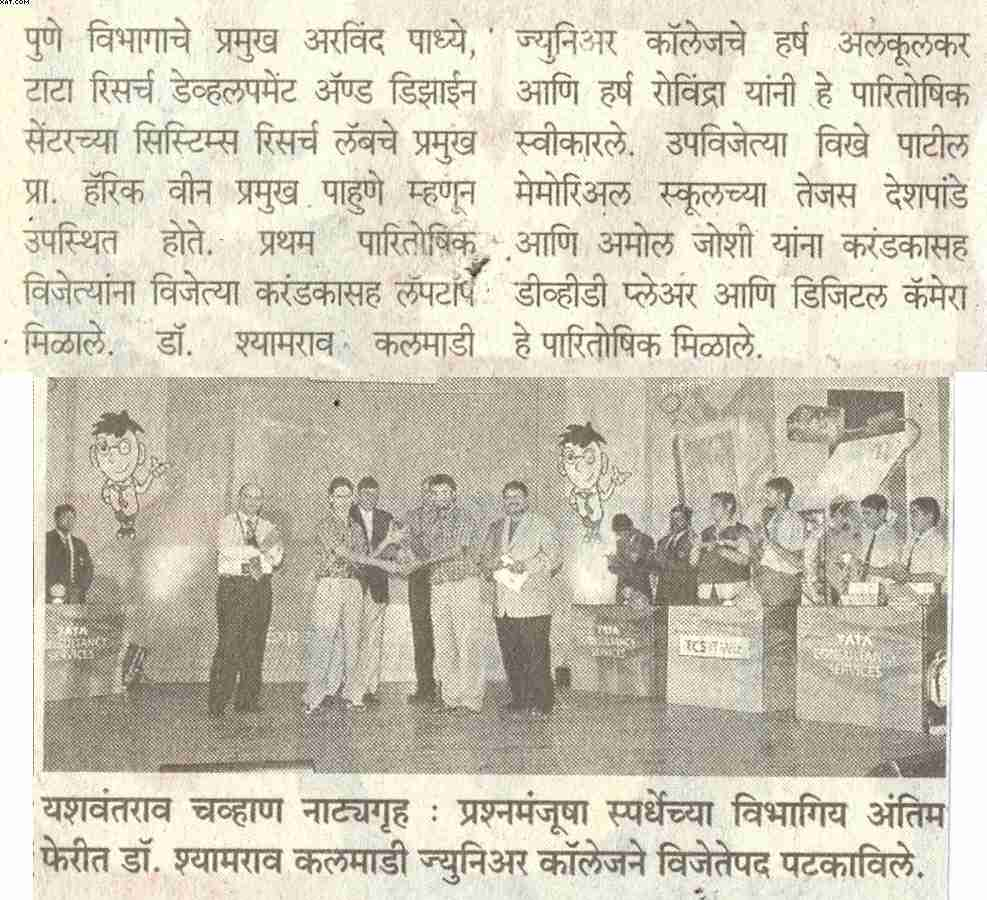 XAT.COM
पुणे विभागाचे प्रमुख अरविंद पाध्ये,
टाटा रिसर्च डेव्हलपमेंट ॲण्ड डिझाईन
सेंटरच्या सिस्टिम्स रिसर्च लॅबचे प्रमुख
प्रा. हॅरिक वीन प्रमुख पाहुणे म्हणून
उपस्थित होते. प्रथम पारितोषिक
विजेत्यांना विजेत्या करंडकासह लॅपटॉप
मिळाले. डॉ. श्यामराव कलमाडी
ज्युनिअर कॉलेजचे हर्ष अलकूलकर
आणि हर्ष रोविंद्रा यांनी हे पारितोषिक
स्वीकारले. उपविजेत्या विखे पाटील
मेमोरिअल स्कूलच्या तेजस देशपांडे
आणि अमोल जोशी यांना करंडकासह
डीव्हीडी प्लेअर आणि डिजिटल कॅमेरा
हे पारितोषिक मिळाले.
TATA
CONSULTANCY
SERVICES
TATA
CONSULTANCY
SERVICES
TCS IT Wiz
TATA
CONSULTANCY
SERVICES
यशवंतराव चव्हाण नाट्यगृह : प्रश्नमंजूषा स्पर्धेच्या विभागिय अंतिम
फेरीत डॉ. श्यामराव कलमाडी ज्युनिअर कॉलेजने विजेतेपद पटकाविले.